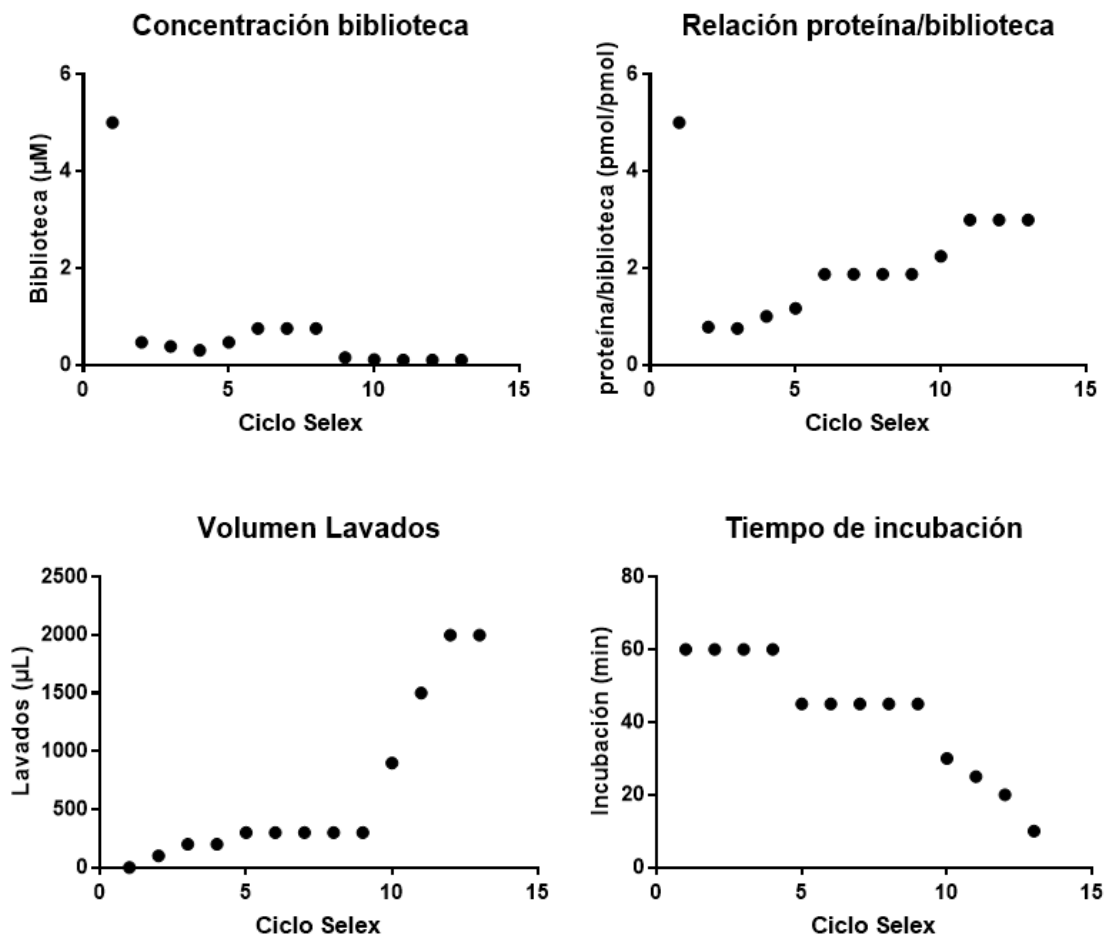 Concentración biblioteca
Biblioteca (µM)
6
4
2
0
0
5
10
15
Ciclo Selex
Relación proteína/biblioteca
proteína/biblioteca (pmol/pmol)
6
4
2
0
0
5
10
15
Ciclo Selex
Volumen Lavados
Lavados (µL)
2500
2000
1500
1000
500
0
0
5
10
15
Ciclo Selex
Tiempo de incubación
Incubación (min)
80
60
40
20
0
0
5
10
15
Ciclo Selex